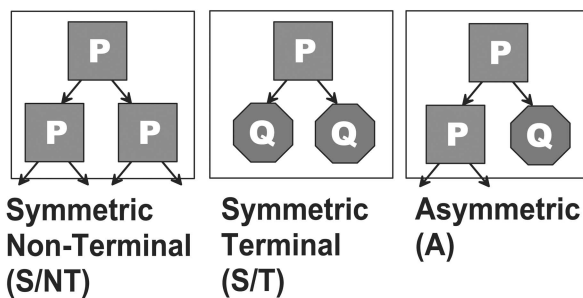 P
P
P
P
Q
Q
P
P
Q
Symmetric
Non-Terminal
(S/NT)
Symmetric
Terminal
(S/T)
Asymmetric
(A)